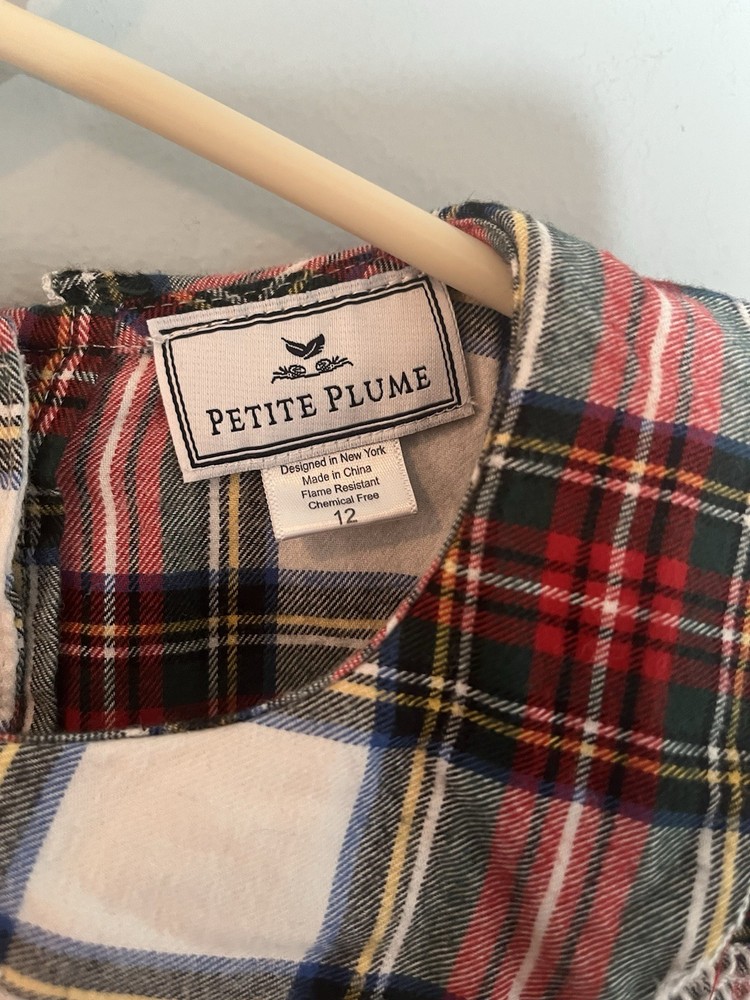 PETITE PLUME
Designed in New York
Made in China
Flame Resistant
Chemical Free
12